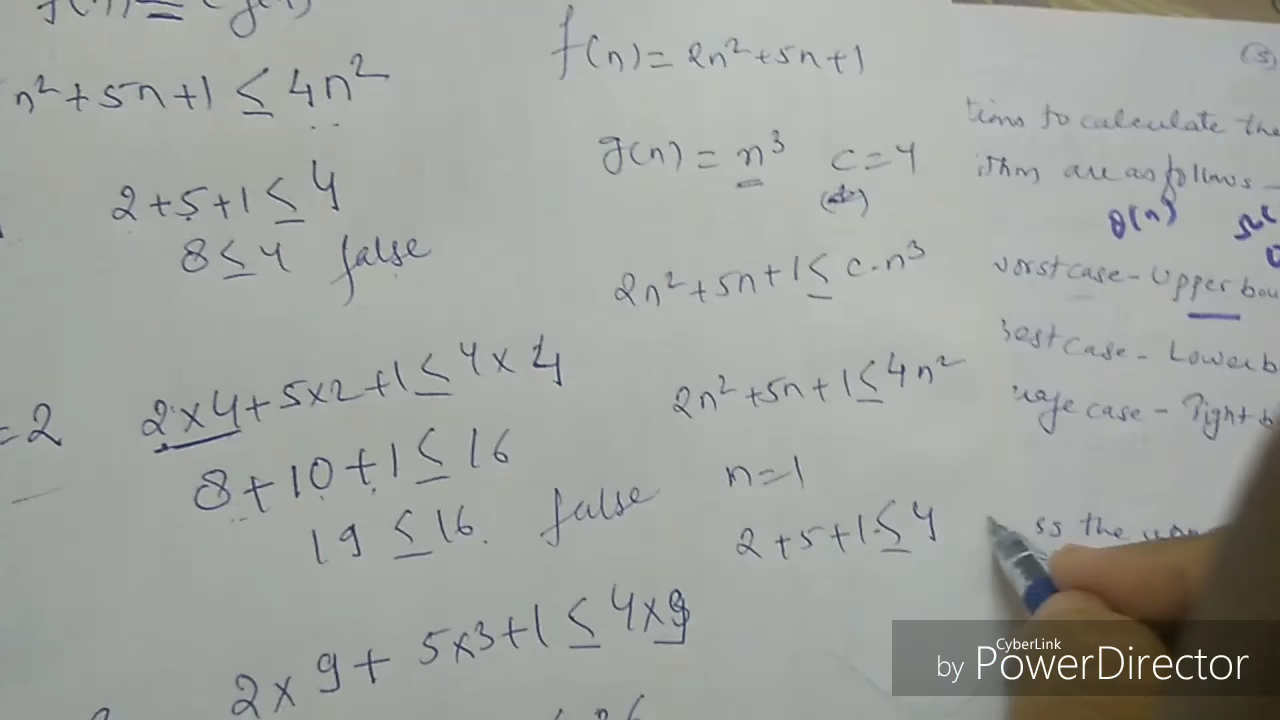 n²+5n+1 ≤ 4n²
2+5+1 ≤ 4
8 ≤ 4 false
=2 2×4+5×2+1 ≤ 4×4
8+10+1 ≤ 16
19 ≤ 16. false
2×9+5×3+1 ≤ 4×9
f(n) = 2n²+5n+1
g(n) = n³ c=4
2n²+5n+1 ≤ c.n³
2n²+5n+1 ≤ 4n²
n=1
2+5+1 ≤ 4
to calculate the
are as follows -
θ(n)
worst case - Upper bou
Best case - Lower b
case - Tight b
ss the
CyberLink
by PowerDirector